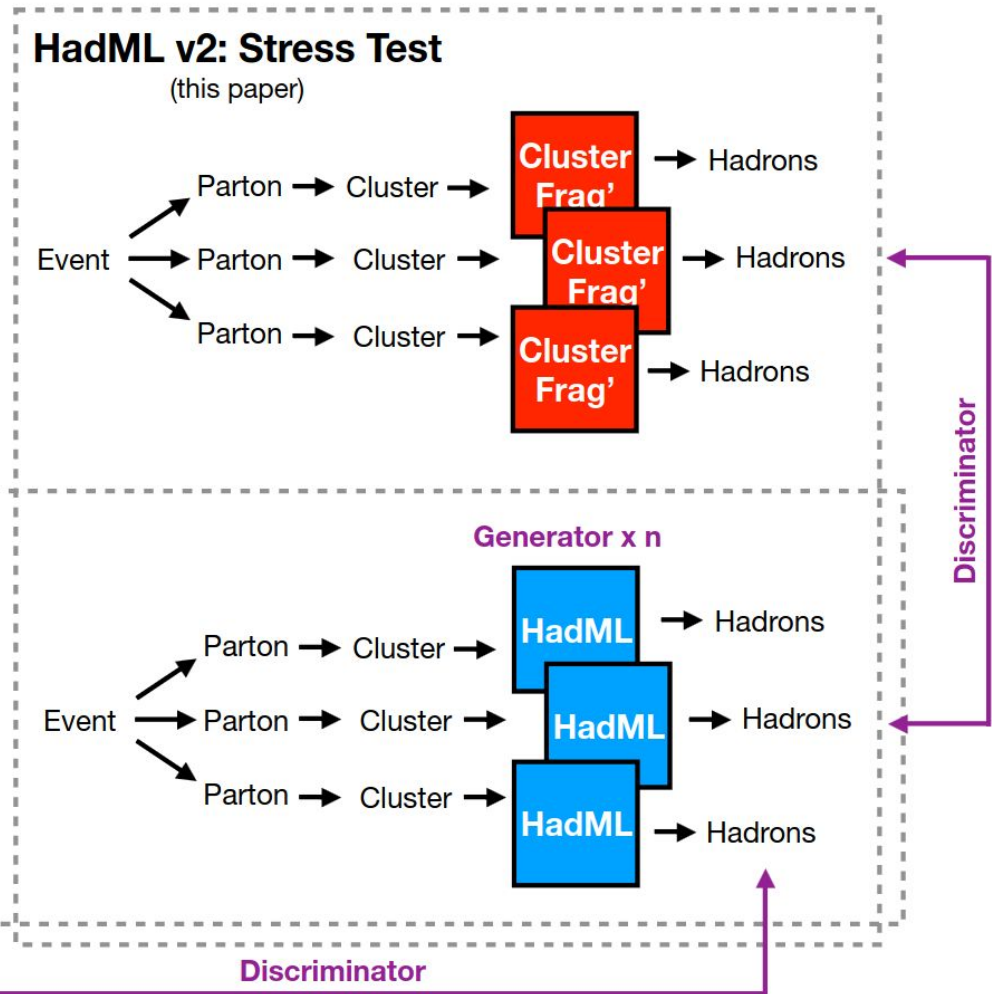 HadML v2: Stress Test
(this paper)
Cluster
Frag’
Hadrons
Parton
Cluster
Event
Parton
Cluster
Cluster
Frag’
Hadrons
Parton
Cluster
Cluster
Frag’
Hadrons
Discriminator
Generator x n
HadML
Hadrons
Parton
Cluster
Event
Parton
Cluster
HadML
Hadrons
Parton
Cluster
HadML
Hadrons
Discriminator